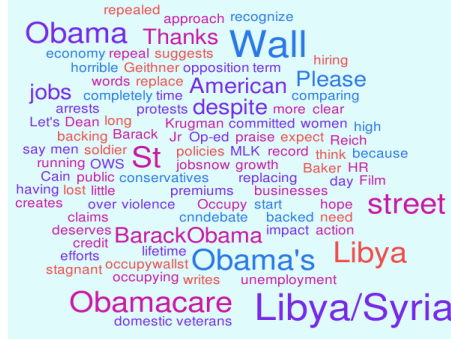 repealed
approach recognize
Obama Thanks Wall
economy repeal suggests hiring
horrible Geithner opposition term
words replace American Please
jobs completely time comparing
arrests protests despite more clear
Let's Dean long Krugman committed women high
backing Barack Jr Op-ed praise expect Reich
say men soldier St policies MLK record think because
running OWS jobsnow growth Baker HR
Cain public conservatives replacing day Film
having lost little premiums businesses
creates over violence Occupy start hope street
claims cnndebate backed need
deserves BarackObama impact action
credit
efforts lifetime Obama's Libya
stagnant occupywallst
occupying writes unemployment
Obamacare Libya/Syria
domestic veterans